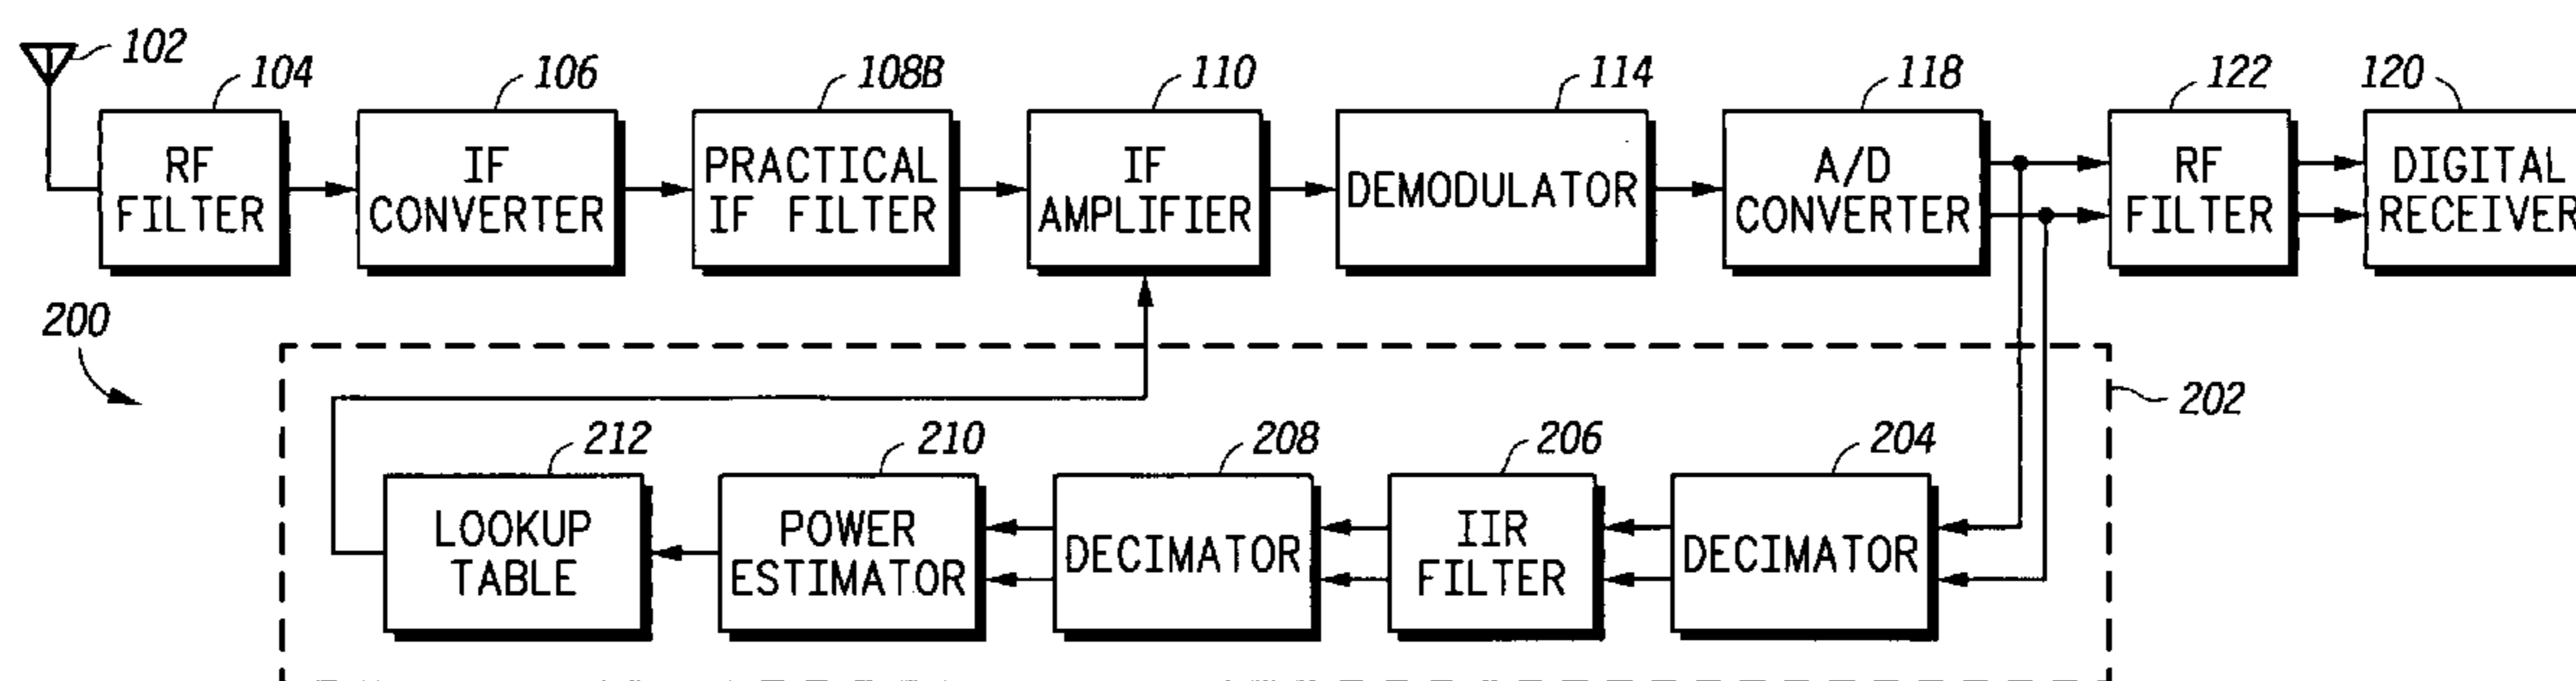 102
104
106
108B
110
114
118
122
120
RF
FILTER
IF
CONVERTER
PRACTICAL
IF FILTER
IF
AMPLIFIER
DEMODULATOR
A/D
CONVERTER
RF
FILTER
DIGITAL
RECEIVER
200
202
212
210
208
206
204
LOOKUP
TABLE
POWER
ESTIMATOR
DECIMATOR
IIR
FILTER
DECIMATOR